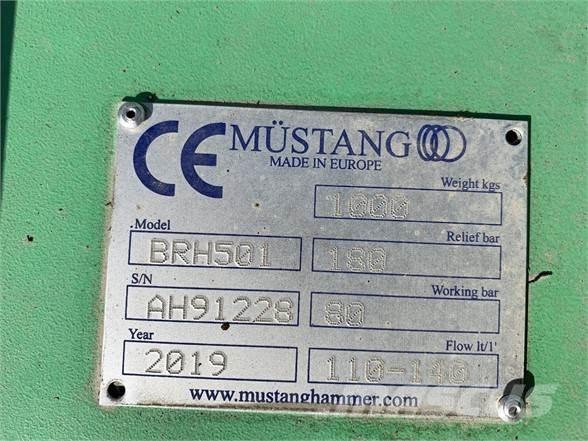 CE MÜSTANG
MADE IN EUROPE
Weight kgs
1000
Model
Relief bar
BRH501
180
S/N
Working bar
AH91228
80
Year
Flow lt/1'
2019
110-140
www.mustanghammer.com